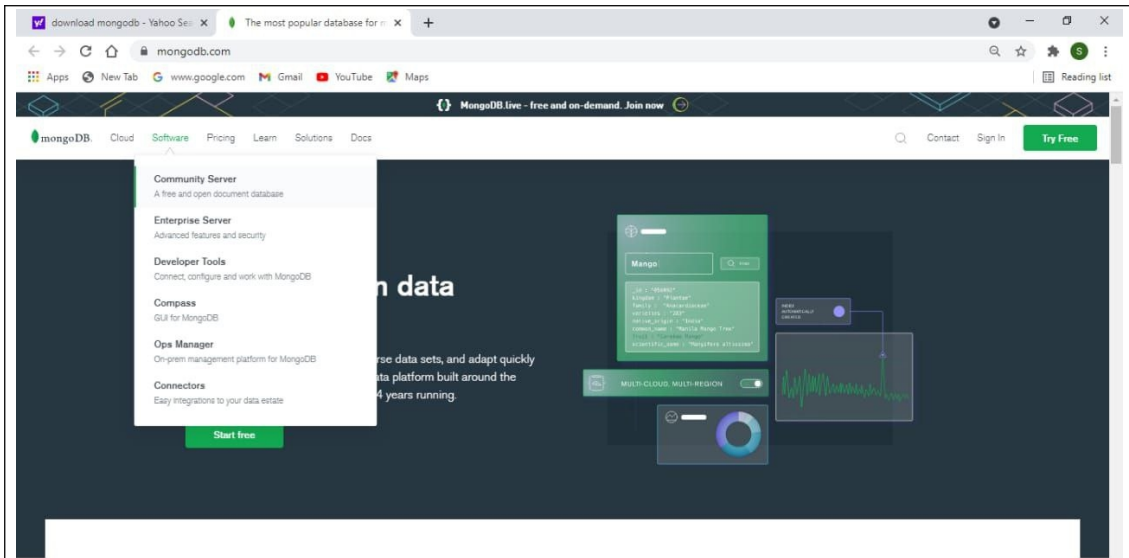 download mongodb - Yahoo Sea
The most popular database for m
mongodb.com
Apps New Tab www.google.com Gmail YouTube Maps Reading list
MongoDB.live - free and on-demand. Join now
mongoDB. Cloud Software Pricing Learn Solutions Docs Contact Sign In Try Free
Community Server
A free and open document database
Enterprise Server
Advanced features and security
Developer Tools
Connect, configure and work with MongoDB
Compass
GUI for MongoDB
Ops Manager
On-prem management platform for MongoDB
Connectors
Easy integrations to your data estate
n data
rse data sets, and adapt quickly
ata platform built around the
4 years running.
Start free
Mango
MULTI-CLOUD, MULTI-REGION
INDEX
AUTOMATICALLY
CREATED
S